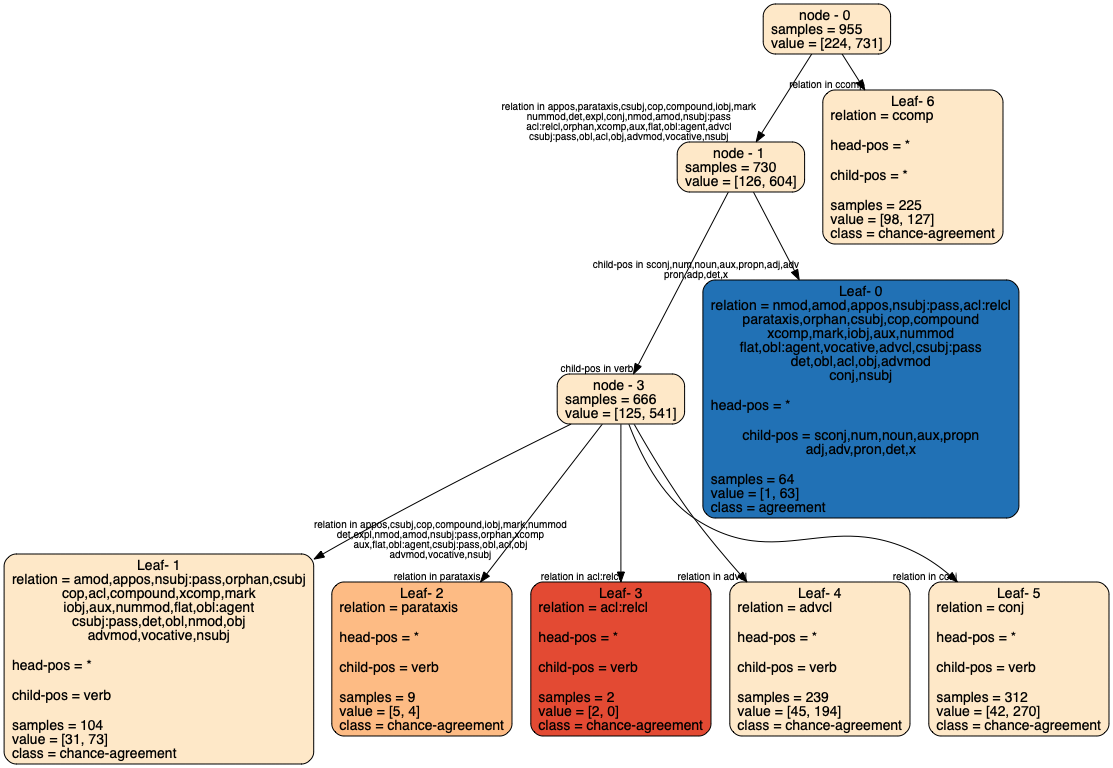 node - 0
samples = 955
value = [224, 731]
relation in ccomp
relation in appos,parataxis,csubj,cop,compound,iobj,mark
nummod,det,expl,conj,nmod,amod,nsubj:pass
acl:relcl,orphan,xcomp,aux,flat,obl:agent,advcl
csubj:pass,obl,acl,obj,advmod,vocative,nsubj
Leaf- 6
relation = ccomp
head-pos = *
child-pos = *
samples = 225
value = [98, 127]
class = chance-agreement
node - 1
samples = 730
value = [126, 604]
child-pos in sconj,num,noun,aux,propn,adj,adv
pron,adp,det,x
Leaf- 0
relation = nmod,amod,appos,nsubj:pass,acl:relcl
parataxis,orphan,csubj,cop,compound
xcomp,mark,iobj,aux,nummod
flat,obl:agent,vocative,advcl,csubj:pass
det,obl,acl,obj,advmod
conj,nsubj
head-pos = *
child-pos = sconj,num,noun,aux,propn
adj,adv,pron,det,x
samples = 64
value = [1, 63]
class = agreement
child-pos in verb
node - 3
samples = 666
value = [125, 541]
relation in appos,csubj,cop,compound,iobj,mark,nummod
det,expl,nmod,amod,nsubj:pass,orphan,xcomp
aux,flat,obl:agent,csubj:pass,obl,acl,obj
advmod,vocative,nsubj
relation in parataxis
relation in acl:relcl
relation in advcl
relation in conj
Leaf- 1
relation = amod,appos,nsubj:pass,orphan,csubj
cop,acl,compound,xcomp,mark
iobj,aux,nummod,flat,obl:agent
csubj:pass,det,obl,nmod,obj
advmod,vocative,nsubj
head-pos = *
child-pos = verb
samples = 104
value = [31, 73]
class = chance-agreement
Leaf- 2
relation = parataxis
head-pos = *
child-pos = verb
samples = 9
value = [5, 4]
class = chance-agreement
Leaf- 3
relation = acl:relcl
head-pos = *
child-pos = verb
samples = 2
value = [2, 0]
class = chance-agreement
Leaf- 4
relation = advcl
head-pos = *
child-pos = verb
samples = 239
value = [45, 194]
class = chance-agreement
Leaf- 5
relation = conj
head-pos = *
child-pos = verb
samples = 312
value = [42, 270]
class = chance-agreement